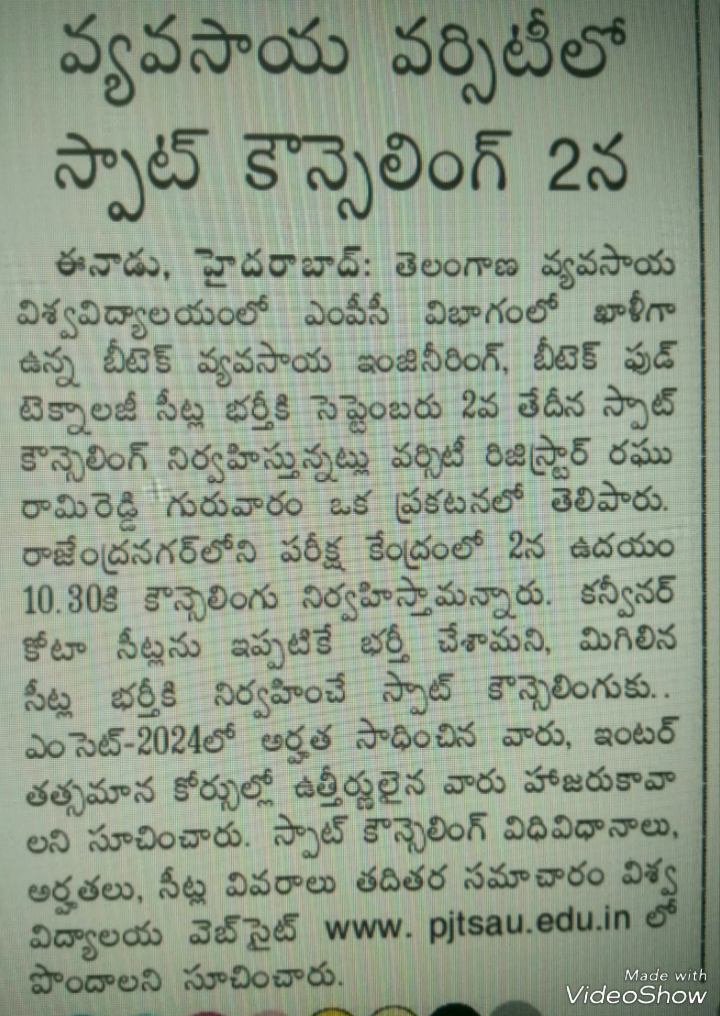 వ్యవసాయ వర్సిటీలో
స్పాట్ కౌన్సెలింగ్ 2న
ఈనాడు, హైదరాబాద్: తెలంగాణ వ్యవసాయ
విశ్వవిద్యాలయంలో ఎంపీసీ విభాగంలో ఖాళీగా
ఉన్న బీటెక్ వ్యవసాయ ఇంజినీరింగ్, బీటెక్ ఫుడ్
టెక్నాలజీ సీట్ల భర్తీకి సెప్టెంబరు 2వ తేదీన స్పాట్
కౌన్సెలింగ్ నిర్వహిస్తున్నట్లు వర్సిటీ రిజిస్ట్రార్ రఘు
రామిరెడ్డి గురువారం ఒక ప్రకటనలో తెలిపారు.
రాజేంద్రనగర్‌లోని పరీక్ష కేంద్రంలో 2న ఉదయం
10.30కి కౌన్సెలింగు నిర్వహిస్తామన్నారు. కన్వీనర్
కోటా సీట్లను ఇప్పటికే భర్తీ చేశామని, మిగిలిన
సీట్ల భర్తీకి నిర్వహించే స్పాట్ కౌన్సెలింగుకు..
ఎంసెట్-2024లో అర్హత సాధించిన వారు, ఇంటర్
తత్సమాన కోర్సుల్లో ఉత్తీర్ణులైన వారు హాజరుకావా
లని సూచించారు. స్పాట్ కౌన్సెలింగ్ విధివిధానాలు,
అర్హతలు, సీట్ల వివరాలు తదితర సమాచారం విశ్వ
విద్యాలయ వెబ్‌సైట్ www. pjtsau.edu.in లో
పొందాలని సూచించారు.
Made with
VideoShow